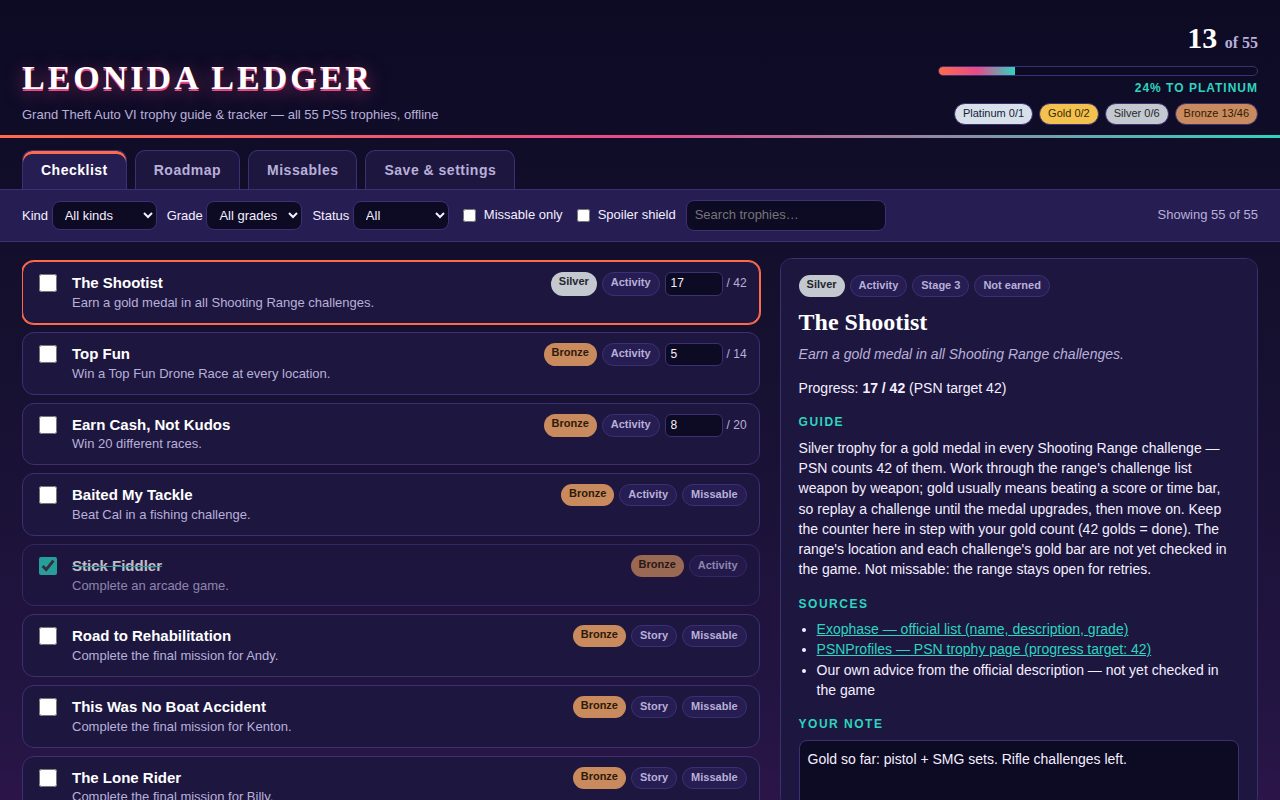 13 of 55
LEONIDA LEDGER
24% TO PLATINUM
Grand Theft Auto VI trophy guide & tracker — all 55 PS5 trophies, offline
Platinum 0/1 Gold 0/2 Silver 0/6 Bronze 13/46
Checklist Roadmap Missables Save & settings
Kind All kinds Grade All grades Status All Missable only Spoiler shield Search trophies… Showing 55 of 55
The Shootist Silver Activity 17 / 42
Earn a gold medal in all Shooting Range challenges.
Top Fun Bronze Activity 5 / 14
Win a Top Fun Drone Race at every location.
Earn Cash, Not Kudos Bronze Activity 8 / 20
Win 20 different races.
Baited My Tackle Bronze Activity Missable
Beat Cal in a fishing challenge.
Stick Fiddler Bronze Activity
Complete an arcade game.
Road to Rehabilitation Bronze Story Missable
Complete the final mission for Andy.
This Was No Boat Accident Bronze Story Missable
Complete the final mission for Kenton.
The Lone Rider Bronze Story Missable
Complete the final mission for Billy.
Silver Activity Stage 3 Not earned
The Shootist
Earn a gold medal in all Shooting Range challenges.
Progress: 17 / 42 (PSN target 42)
GUIDE
Silver trophy for a gold medal in every Shooting Range challenge —
PSN counts 42 of them. Work through the range's challenge list
weapon by weapon; gold usually means beating a score or time bar,
so replay a challenge until the medal upgrades, then move on. Keep
the counter here in step with your gold count (42 golds = done). The
range's location and each challenge's gold bar are not yet checked in
the game. Not missable: the range stays open for retries.
SOURCES
Exophase — official list (name, description, grade)
PSNProfiles — PSN trophy page (progress target: 42)
Our own advice from the official description — not yet checked in
the game
YOUR NOTE
Gold so far: pistol + SMG sets. Rifle challenges left.